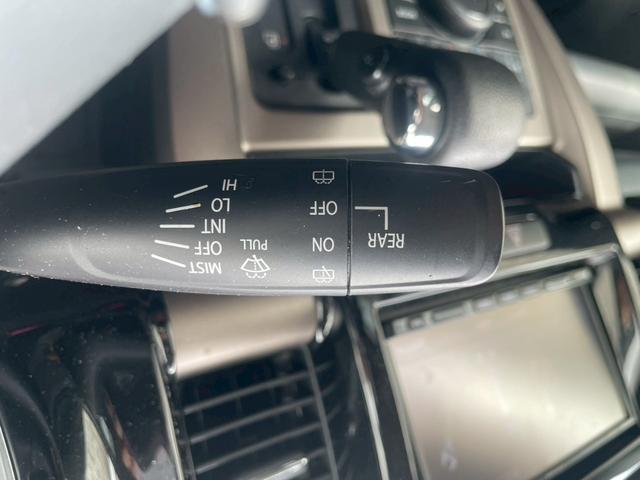 REAR
ON
OFF
PULL
MIST
OFF
INT
LO
HI